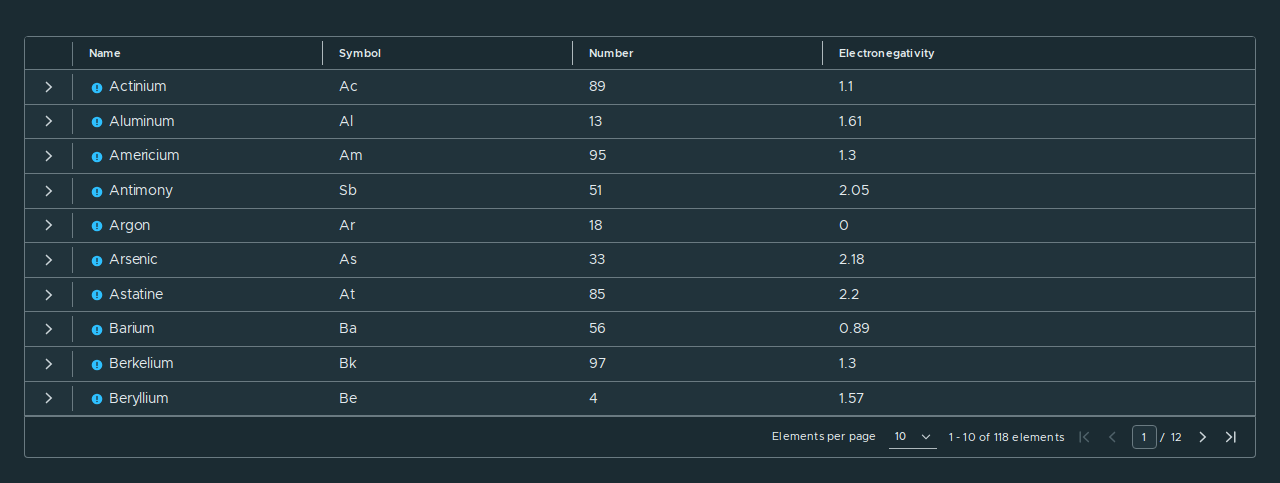 Name Symbol Number Electronegativity
Actinium Ac 89 1.1
Aluminum Al 13 1.61
Americium Am 95 1.3
Antimony Sb 51 2.05
Argon Ar 18 0
Arsenic As 33 2.18
Astatine At 85 2.2
Barium Ba 56 0.89
Berkelium Bk 97 1.3
Beryllium Be 4 1.57
Elements per page 10 1 - 10 of 118 elements 1 / 12